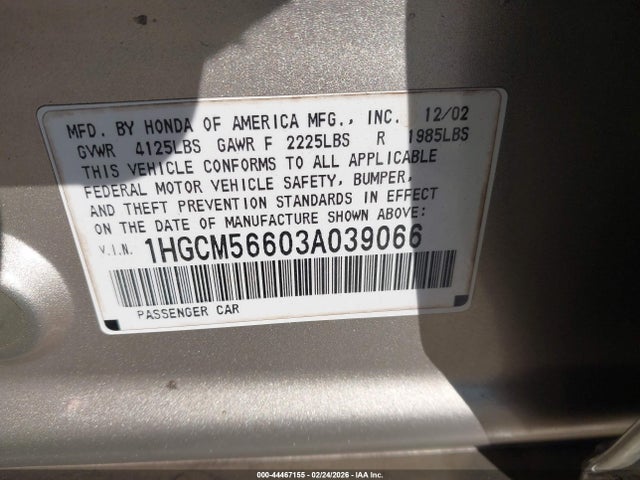 MFD. BY HONDA OF AMERICA MFG., INC. 12/02
GVWR 4125LBS GAWR F 2225LBS R 1985LBS
THIS VEHICLE CONFORMS TO ALL APPLICABLE
FEDERAL MOTOR VEHICLE SAFETY, BUMPER,
AND THEFT PREVENTION STANDARDS IN EFFECT
ON THE DATE OF MANUFACTURE SHOWN ABOVE:
V.I.N. 1HGCM56603A039066
PASSENGER CAR
000-44467155 - 02/24/2026 - IAA Inc.